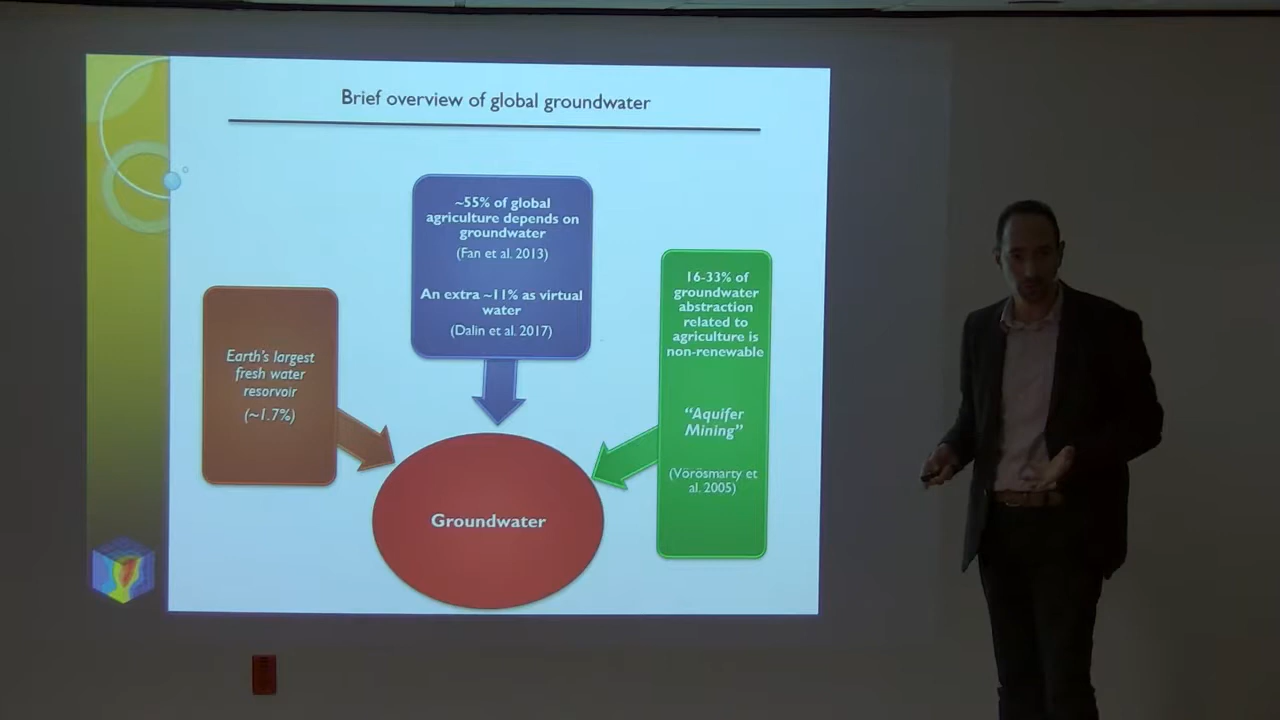 Brief overview of global groundwater
~55% of global
agriculture depends on
groundwater
(Fan et al. 2013)
An extra ~11% as virtual
water
(Dalin et al. 2017)
16-33% of
groundwater
abstraction
related to
agriculture is
non-renewable
“Aquifer
Mining”
(Vörösmarty et
al. 2005)
Earth's largest
fresh water
resorvoir
(~1.7%)
Groundwater